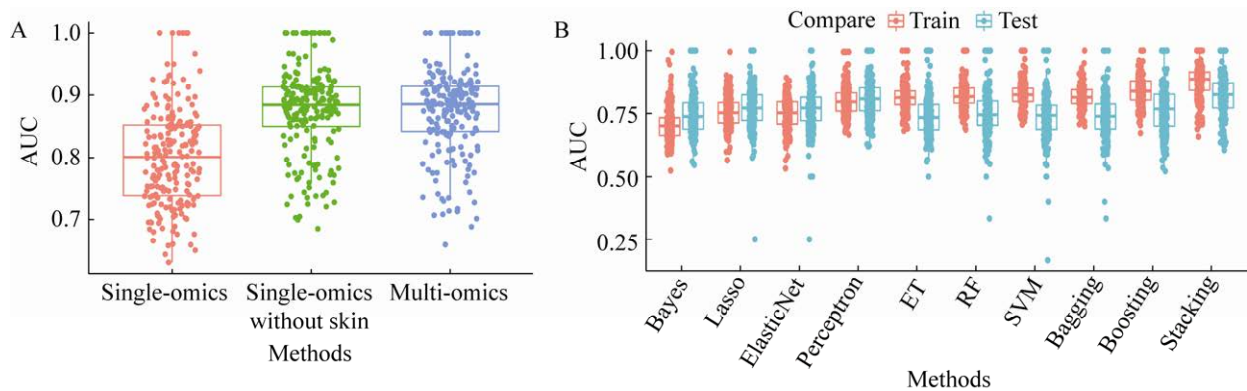 A
AUC
1.0
0.9
0.8
0.7
Single-omics
Single-omics
without skin
Multi-omics
Methods
B
Compare Train Test
AUC
1.00
0.75
0.50
0.25
Bayes
Lasso
ElasticNet
Perceptron
ET
RF
SVM
Bagging
Boosting
Stacking
Methods